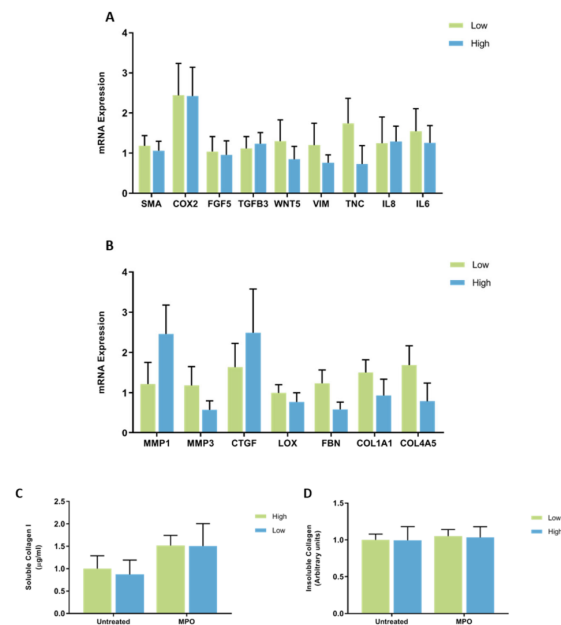 A
Low
High
mRNA Expression
4
3
2
1
0
SMA COX2 FGF5 TGFB3 WNT5 VIM TNC IL8 IL6
B
Low
High
mRNA Expression
4
3
2
1
0
MMP1 MMP3 CTGF LOX FBN COL1A1 COL4A5
C
High
Low
Soluble Collagen I
(μg/ml)
2.5
2.0
1.5
1.0
0.5
0.0
Untreated MPO
D
Low
High
Insoluble Collagen
(Arbitrary units)
1.5
1.0
0.5
0.0
Untreated MPO